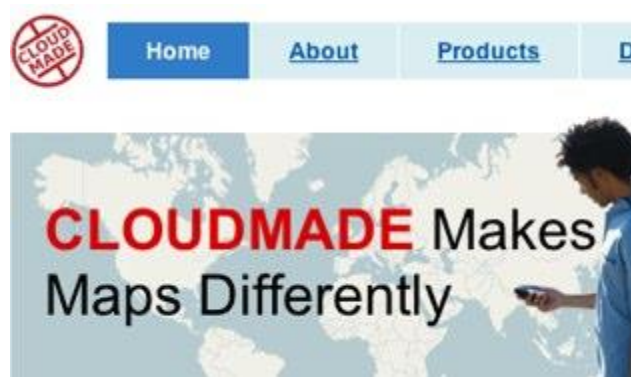 CLOUD
MADE
Home About Products D
CLOUDMADE Makes
Maps Differently